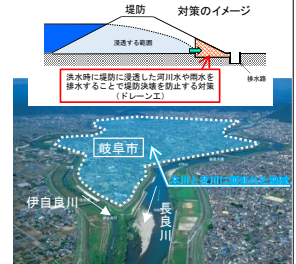 堤防
対策のイメージ
浸透する範囲
排水路
洪水時に堤防に浸透した河川水や雨水を
排水することで堤防決壊を防止する対策
(ドレーン工)
岐阜市
伊自良川
長良川